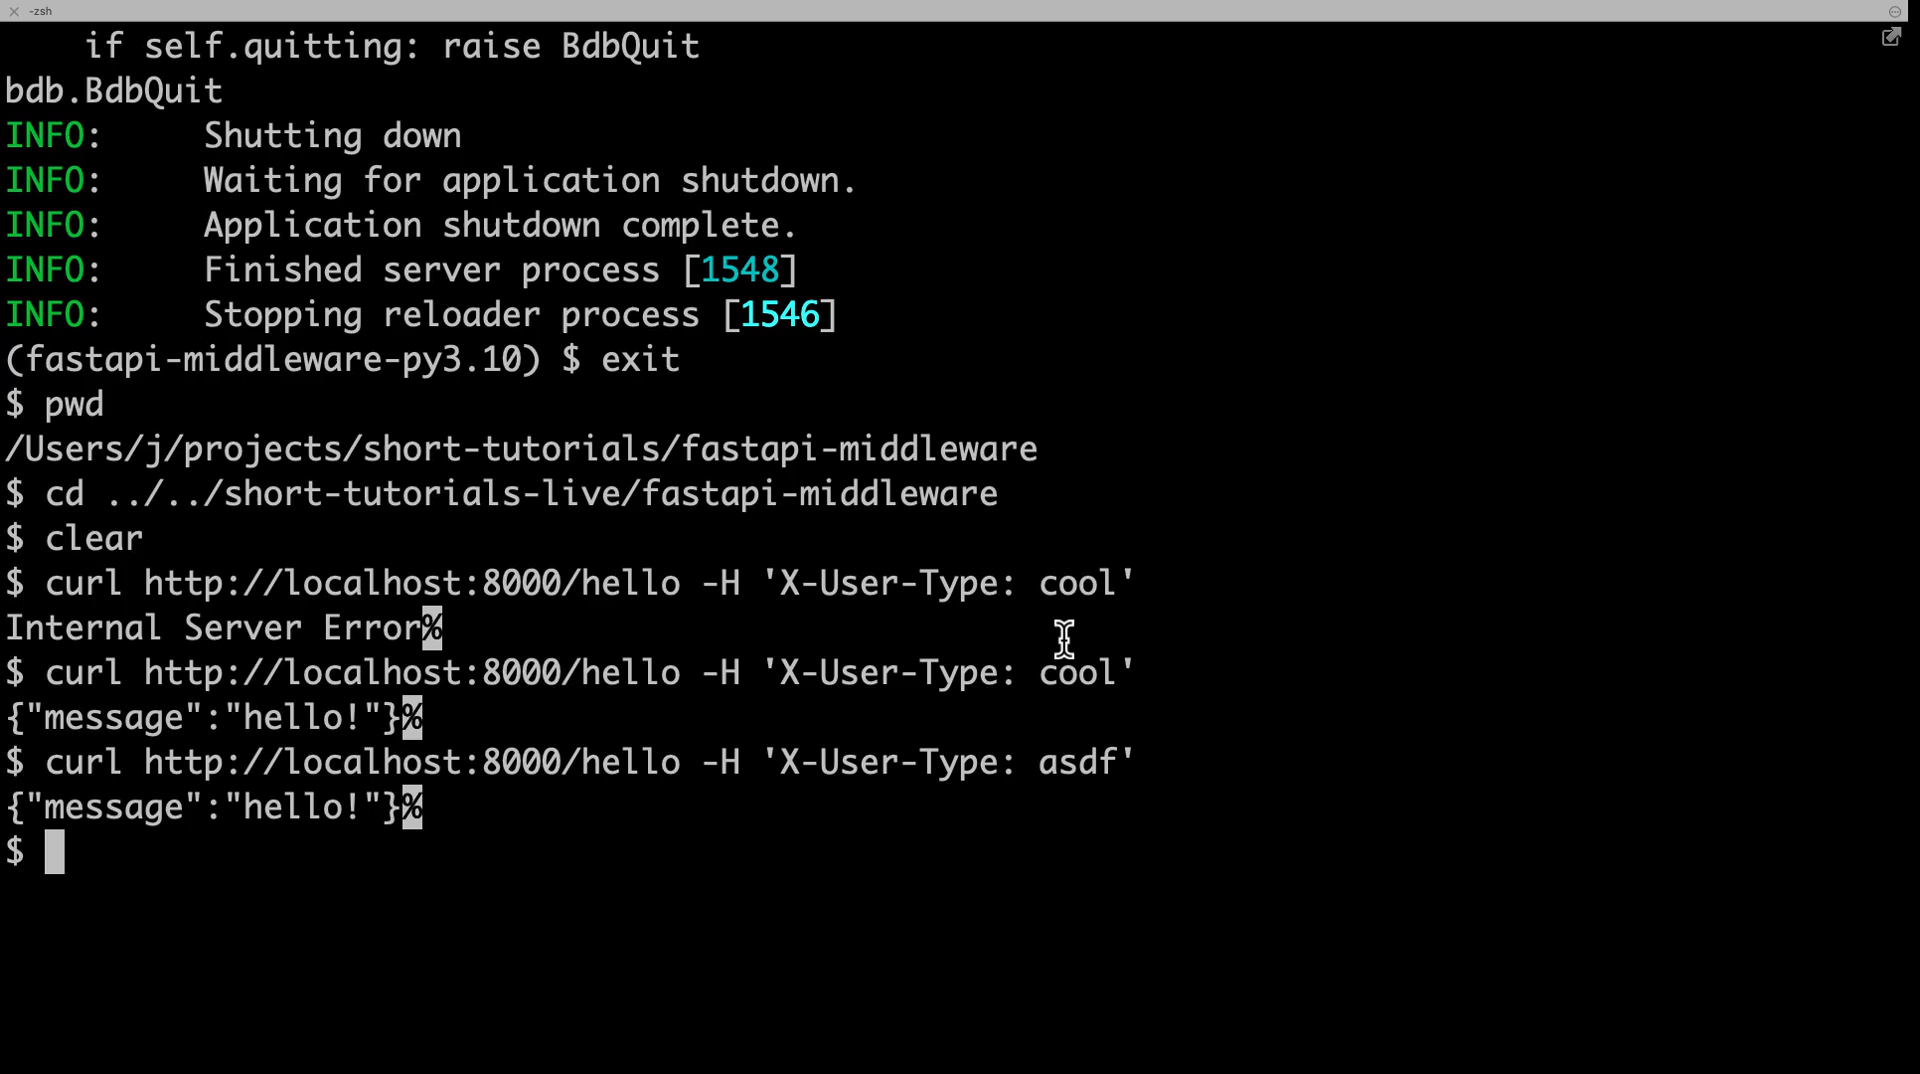 -zsh
if self.quitting: raise BdbQuit
bdb.BdbQuit
INFO:     Shutting down
INFO:     Waiting for application shutdown.
INFO:     Application shutdown complete.
INFO:     Finished server process [1548]
INFO:     Stopping reloader process [1546]
(fastapi-middleware-py3.10) $ exit
$ pwd
/Users/j/projects/short-tutorials/fastapi-middleware
$ cd ../../short-tutorials-live/fastapi-middleware
$ clear
$ curl http://localhost:8000/hello -H 'X-User-Type: cool'
Internal Server Error%
$ curl http://localhost:8000/hello -H 'X-User-Type: cool'
{"message":"hello!"}%
$ curl http://localhost:8000/hello -H 'X-User-Type: asdf'
{"message":"hello!"}%
$